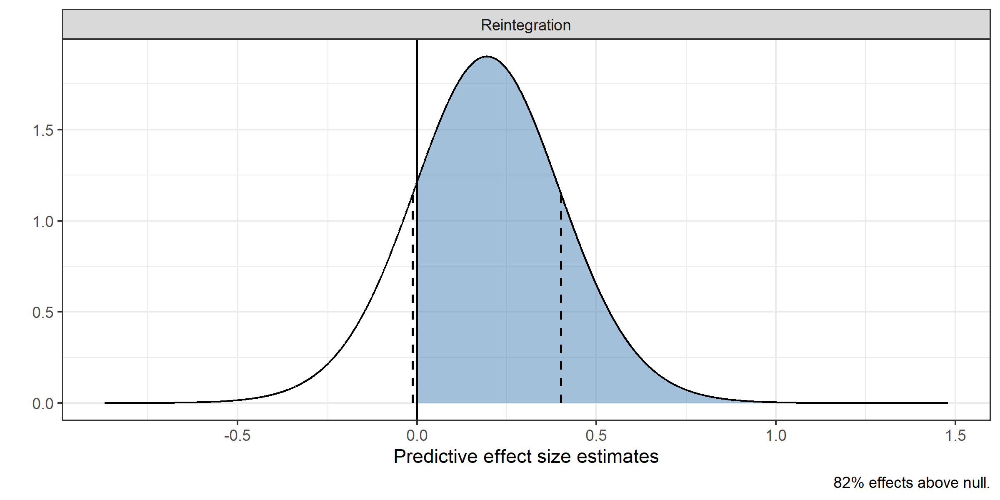 Reintegration
1.5
1.0
0.5
0.0
-0.5 0.0 0.5 1.0 1.5
Predictive effect size estimates
82% effects above null.